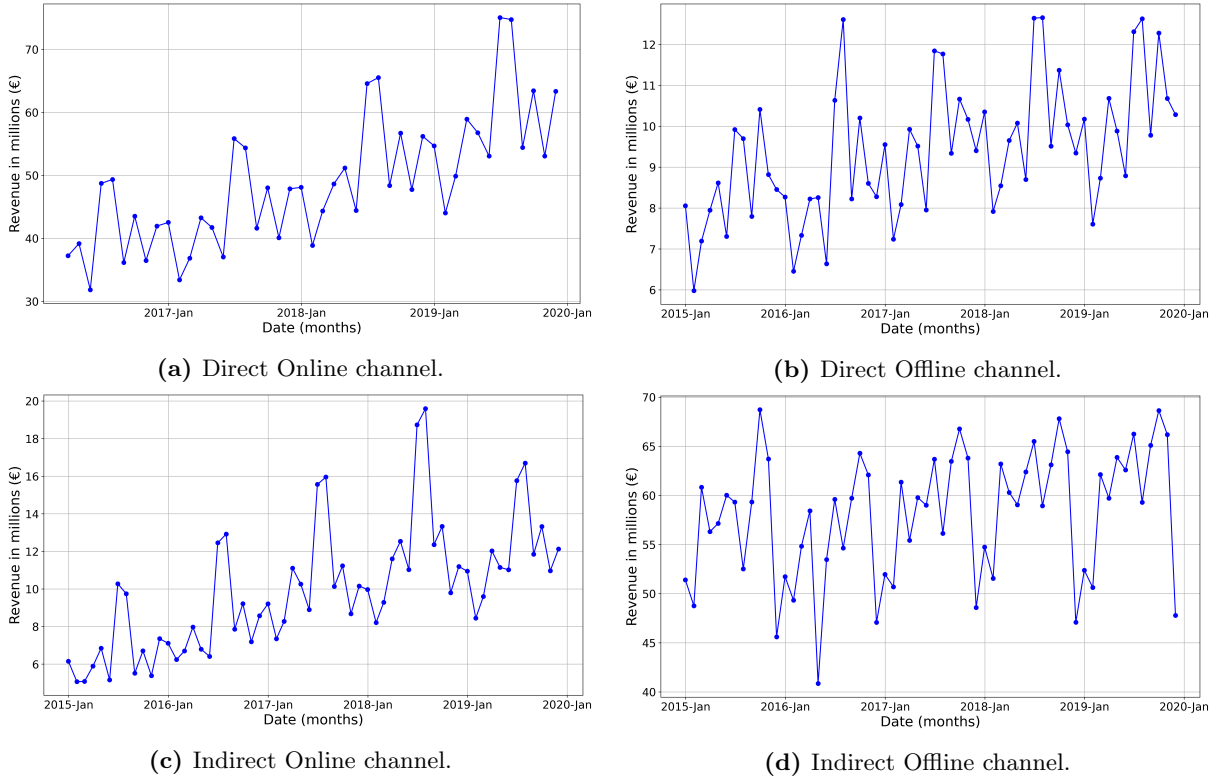 70
60
50
40
30
Revenue in millions (€)
2017-Jan 2018-Jan 2019-Jan 2020-Jan
Date (months)
(a) Direct Online channel.
12
11
10
9
8
7
6
Revenue in millions (€)
2015-Jan 2016-Jan 2017-Jan 2018-Jan 2019-Jan 2020-Jan
Date (months)
(b) Direct Offline channel.
20
18
16
14
12
10
8
6
Revenue in millions (€)
2015-Jan 2016-Jan 2017-Jan 2018-Jan 2019-Jan 2020-Jan
Date (months)
(c) Indirect Online channel.
70
65
60
55
50
45
40
Revenue in millions (€)
2015-Jan 2016-Jan 2017-Jan 2018-Jan 2019-Jan 2020-Jan
Date (months)
(d) Indirect Offline channel.